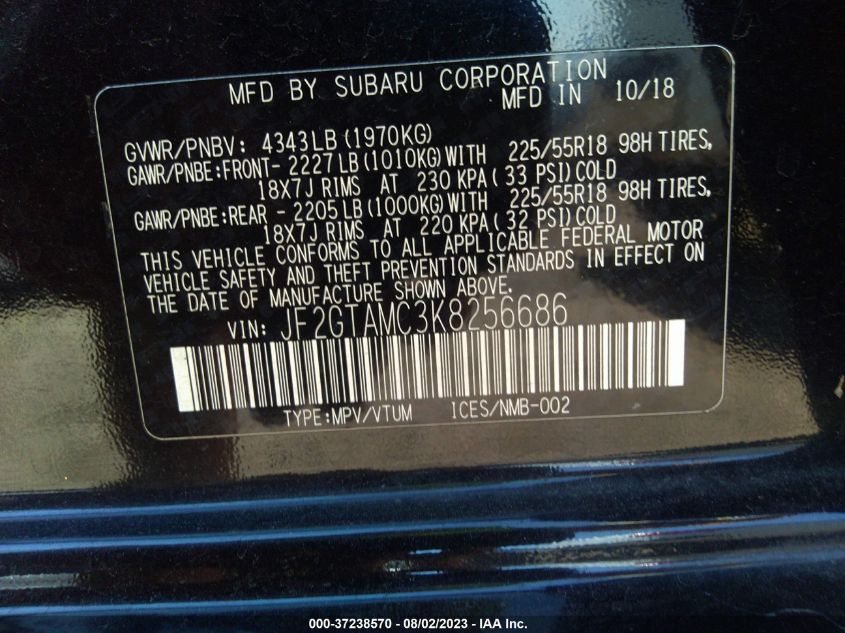 MFD BY SUBARU CORPORATION
MFD IN 10/18
GVWR/PNBV: 4343LB (1970KG)
GAWR/PNBE:FRONT- 2227LB (1010KG) WITH 225/55R18 98H TIRES,
18X7J RIMS AT 230 KPA ( 33 PSI) COLD
GAWR/PNBE:REAR - 2205LB (1000KG) WITH 225/55R18 98H TIRES,
18X7J RIMS AT 220 KPA ( 32 PSI) COLD
THIS VEHICLE CONFORMS TO ALL APPLICABLE FEDERAL MOTOR
VEHICLE SAFETY AND THEFT PREVENTION STANDARDS IN EFFECT ON
THE DATE OF MANUFACTURE SHOWN ABOVE.
VIN: JF2GTAMC3K8256686
TYPE:MPV/VTUM ICES/NMB-002
000-37238570 — 08/02/2023 — IAA Inc.